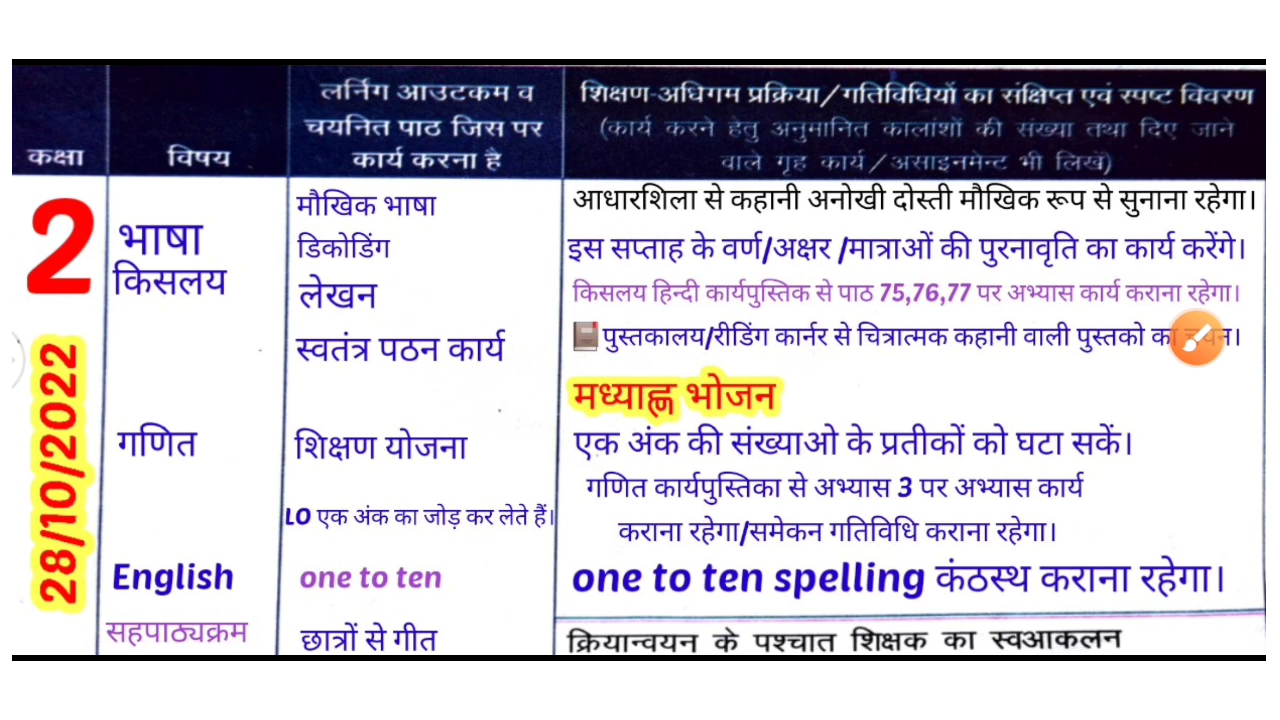 कक्षा
विषय
लर्निंग आउटकम व
चयनित पाठ जिस पर
कार्य करना है
शिक्षण-अधिगम प्रक्रिया/गतिविधियों का संक्षिप्त एवं स्पष्ट विवरण
(कार्य करने हेतु अनुमानित कालांशों की संख्या तथा दिए जाने
वाले गृह कार्य/असाइनमेन्ट भी लिखें)
2
28/10/2022
भाषा
किसलय
मौखिक भाषा
डिकोडिंग
लेखन
स्वतंत्र पठन कार्य
आधारशिला से कहानी अनोखी दोस्ती मौखिक रूप से सुनाना रहेगा।
इस सप्ताह के वर्ण/अक्षर /मात्राओं की पुरनावृति का कार्य करेंगे।
किसलय हिन्दी कार्यपुस्तिक से पाठ 75,76,77 पर अभ्यास कार्य कराना रहेगा।
पुस्तकालय/रीडिंग कार्नर से चित्रात्मक कहानी वाली पुस्तको का
मध्याह्ण भोजन
गणित
शिक्षण योजना
LO एक अंक का जोड़ कर लेते हैं।
एक अंक की संख्याओ के प्रतीकों को घटा सकें।
गणित कार्यपुस्तिका से अभ्यास 3 पर अभ्यास कार्य
कराना रहेगा/समेकन गतिविधि कराना रहेगा।
English
one to ten
one to ten spelling कंठस्थ कराना रहेगा।
सहपाठ्यक्रम
छात्रों से गीत
क्रियान्वयन के पश्चात शिक्षक का स्वआकलन